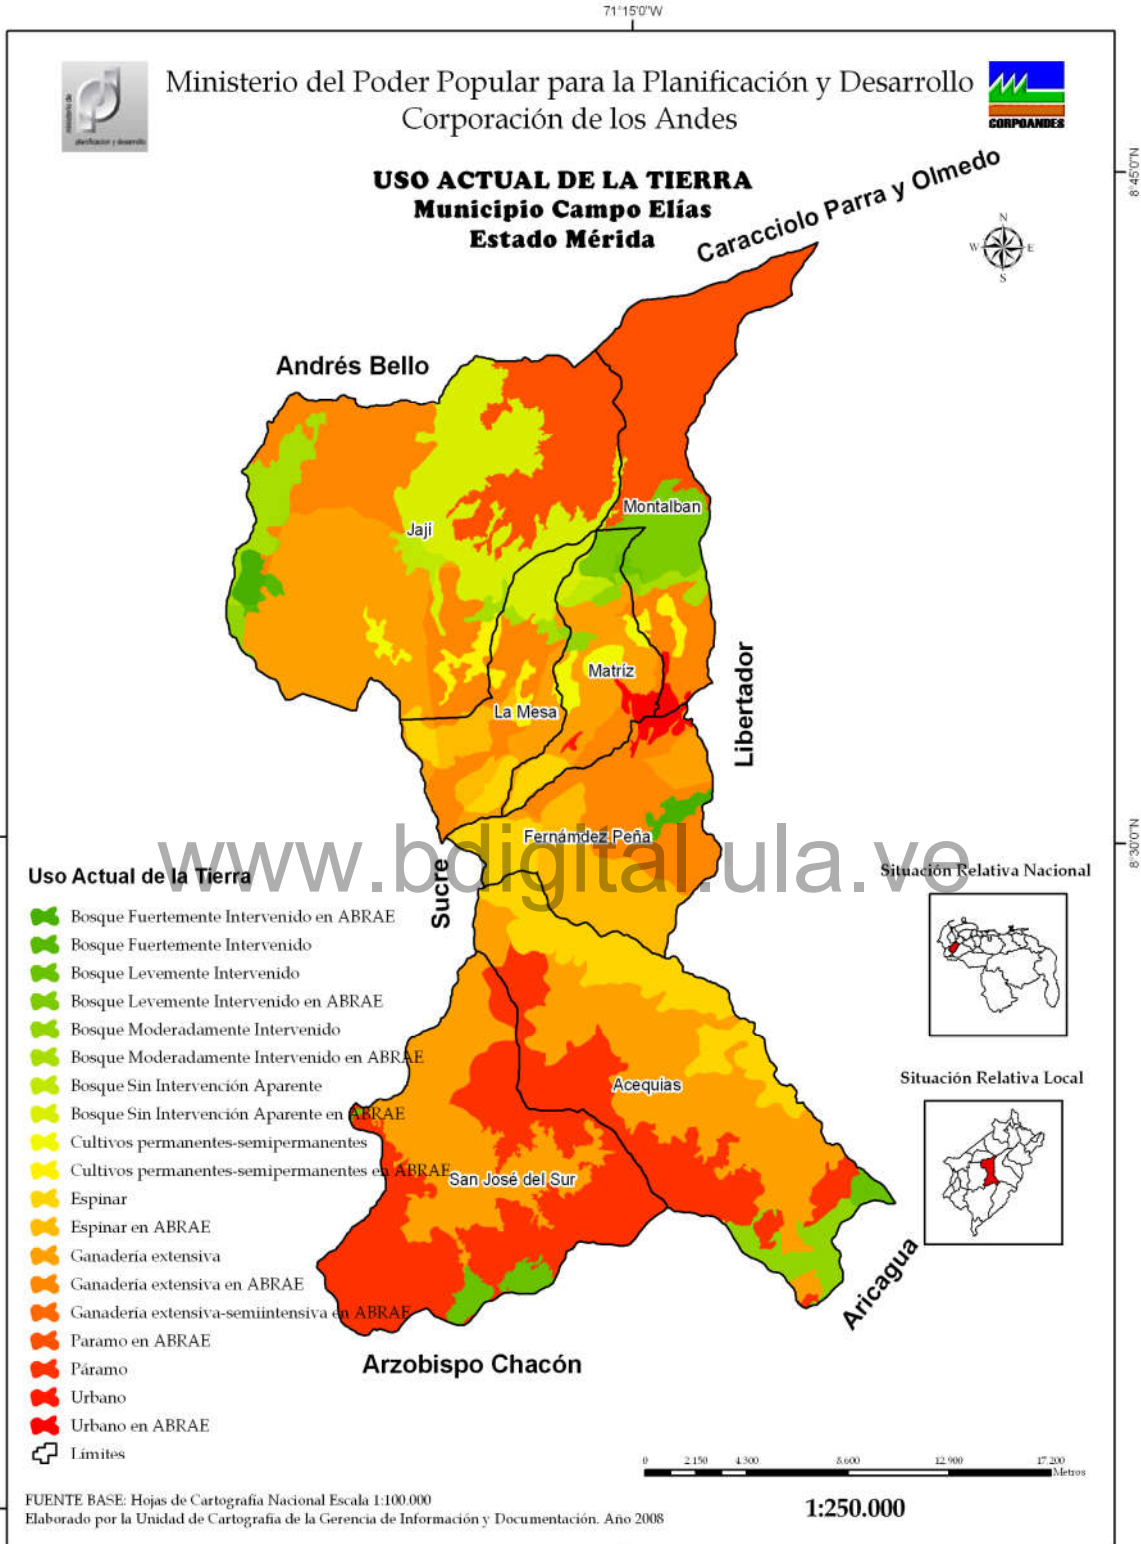 71°15'0"W
ministerio de
planificación y desarrollo
Ministerio del Poder Popular para la Planificación y Desarrollo
Corporación de los Andes
CORPOANDES
USO ACTUAL DE LA TIERRA
Municipio Campo Elías
Estado Mérida
8°45'0"N
Caracciolo Parra y Olmedo
N
W
E
S
Andrés Bello
Montalban
Jají
Matríz
La Mesa
Libertador
Fernámdez Peña
8°30'0"N
www.bdigital.ula.ve
Sucre
Acequias
San José del Sur
Aricagua
Arzobispo Chacón
Uso Actual de la Tierra
Bosque Fuertemente Intervenido en ABRAE
Bosque Fuertemente Intervenido
Bosque Levemente Intervenido
Bosque Levemente Intervenido en ABRAE
Bosque Moderadamente Intervenido
Bosque Moderadamente Intervenido en ABRAE
Bosque Sin Intervención Aparente
Bosque Sin Intervención Aparente en ABRAE
Cultivos permanentes-semipermanentes
Cultivos permanentes-semipermanentes en ABRAE
Espinar
Espinar en ABRAE
Ganadería extensiva
Ganadería extensiva en ABRAE
Ganadería extensiva-semiintensiva en ABRAE
Paramo en ABRAE
Páramo
Urbano
Urbano en ABRAE
Límites
Situación Relativa Nacional
Situación Relativa Local
0 2.150 4.300 8.600 12.900 17.200
Metros
1:250.000
FUENTE BASE: Hojas de Cartografía Nacional Escala 1:100.000
Elaborado por la Unidad de Cartografía de la Gerencia de Información y Documentación. Año 2008